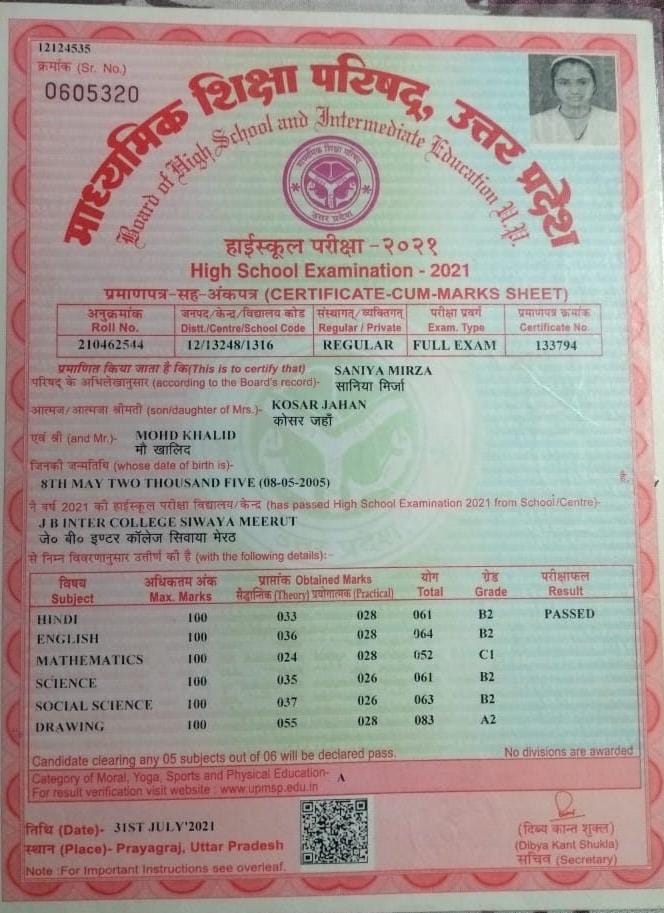 12124535
क्रमांक (Sr. No.)
0605320
माध्यमिक शिक्षा परिषद्, उत्तर प्रदेश
Board of High School and Intermediate Education U.P.
माध्यमिक शिक्षा परिषद्
उत्तर प्रदेश
हाईस्कूल परीक्षा -२०२१
High School Examination - 2021
प्रमाणपत्र-सह-अंकपत्र (CERTIFICATE-CUM-MARKS SHEET)
अनुक्रमांक जनपद/केन्द्र/विद्यालय कोड संस्थागत/व्यक्तिगत परीक्षा प्रवर्ग प्रमाणपत्र क्रमांक
Roll No. Distt./Centre/School Code Regular / Private Exam. Type Certificate No.
210462544 12/13248/1316 REGULAR FULL EXAM 133794
प्रमाणित किया जाता है कि(This is to certify that) SANIYA MIRZA
परिषद् के अभिलेखानुसार (according to the Board's record)- सानिया मिर्जा
आत्मज/आत्मजा श्रीमती (son/daughter of Mrs.)- KOSAR JAHAN
कोसर जहाँ
एवं श्री (and Mr.)- MOHD KHALID
मौ खालिद
जिनकी जन्मतिथि (whose date of birth is)-
8TH MAY TWO THOUSAND FIVE (08-05-2005) है,
ने वर्ष 2021 की हाईस्कूल परीक्षा विद्यालय/केन्द्र (has passed High School Examination 2021 from School/Centre)-
J B INTER COLLEGE SIWAYA MEERUT
जे० बी० इण्टर कॉलेज सिवाया मेरठ
से निम्न विवरणानुसार उत्तीर्ण की है (with the following details):-
विषय अधिकतम अंक प्राप्तांक Obtained Marks योग ग्रेड परीक्षाफल
Subject Max. Marks सैद्धान्तिक (Theory) प्रयोगात्मक (Practical) Total Grade Result
HINDI 100 033 028 061 B2 PASSED
ENGLISH 100 036 028 064 B2
MATHEMATICS 100 024 028 052 C1
SCIENCE 100 035 026 061 B2
SOCIAL SCIENCE 100 037 026 063 B2
DRAWING 100 055 028 083 A2
Candidate clearing any 05 subjects out of 06 will be declared pass. No divisions are awarded
Category of Moral, Yoga, Sports and Physical Education- A
For result verification visit website : www.upmsp.edu.in
तिथि (Date)- 31ST JULY'2021
स्थान (Place)- Prayagraj, Uttar Pradesh
Note :For Important Instructions see overleaf.
(दिब्य कान्त शुक्ल)
(Dibya Kant Shukla)
सचिव (Secretary)